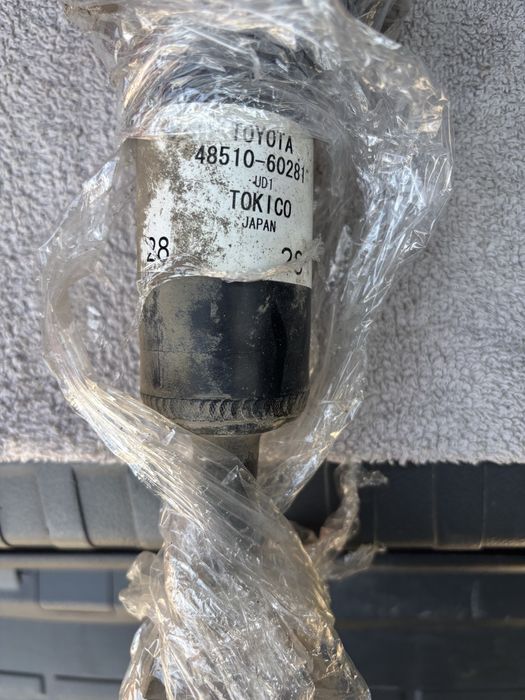 TOYOTA
48510-60281
UD1
TOKICO
JAPAN
28